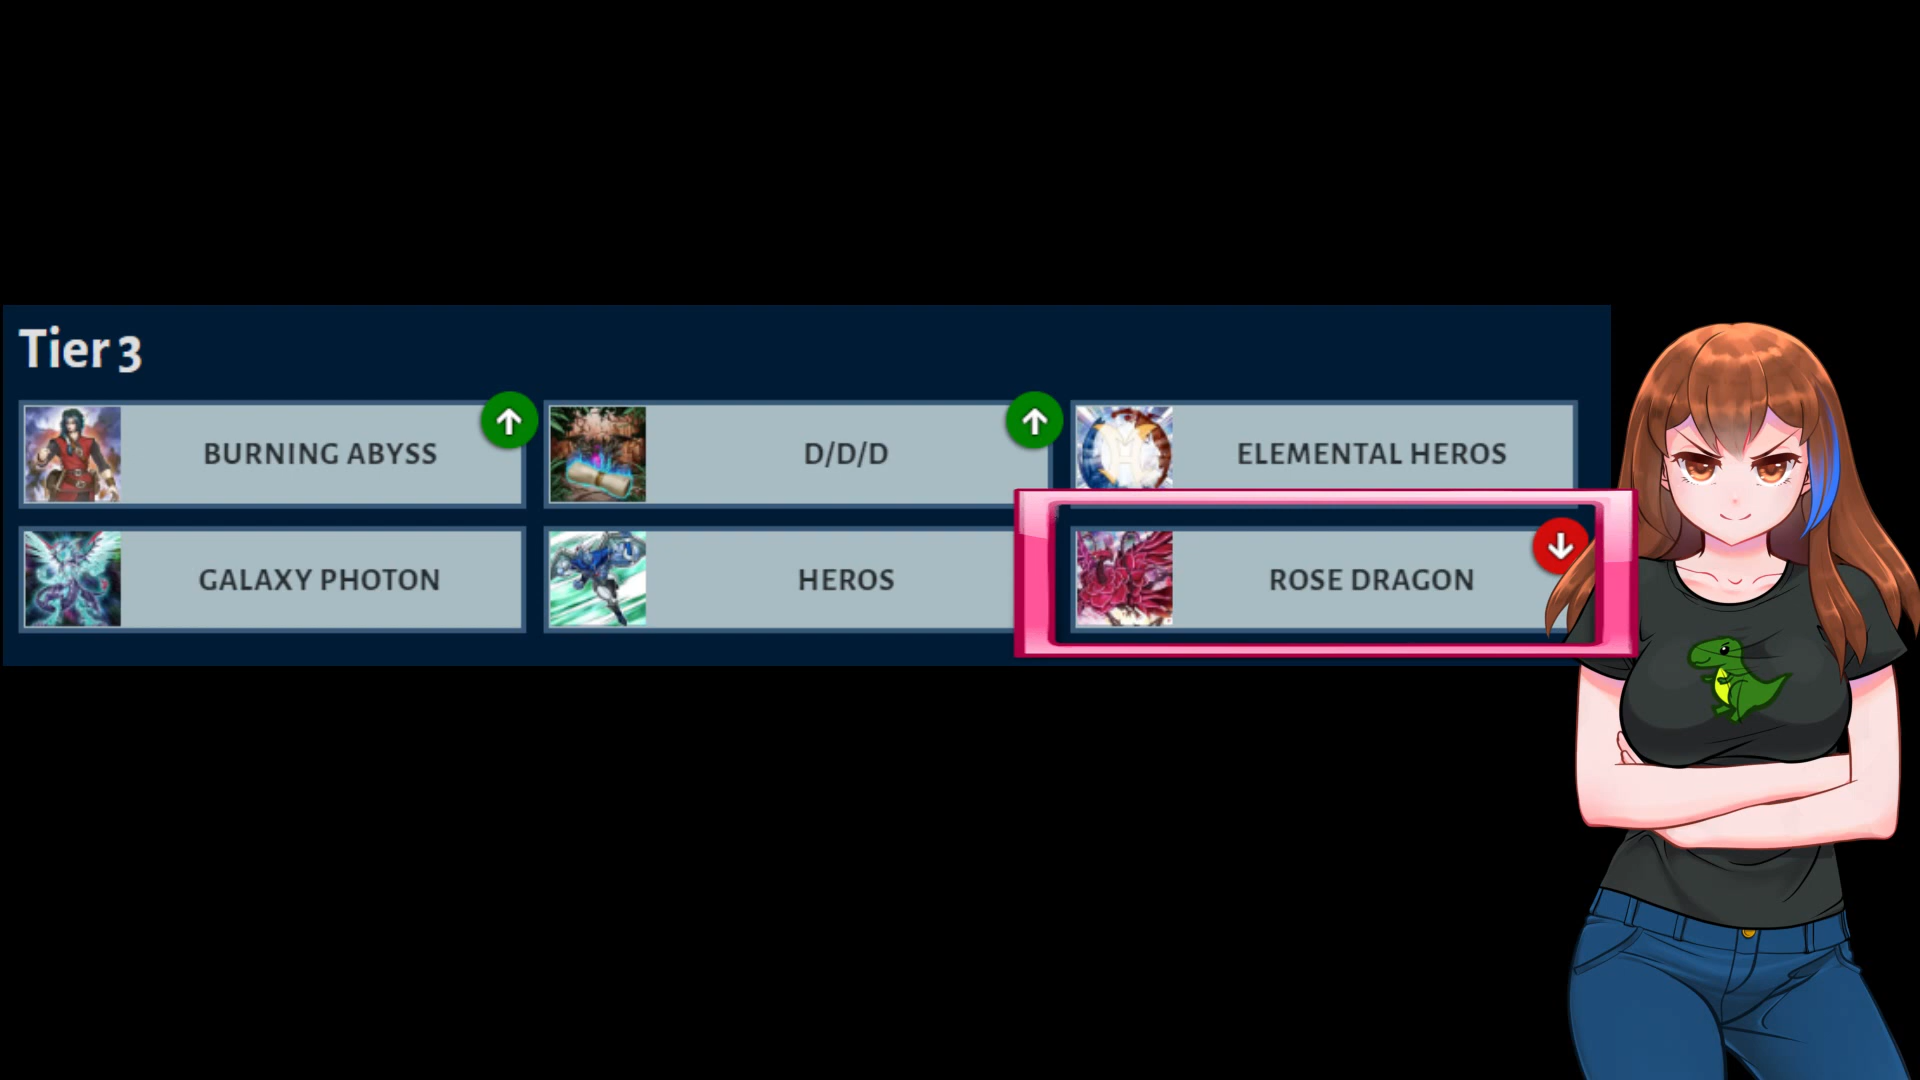 Tier 3
BURNING ABYSS
D/D/D
ELEMENTAL HEROS
GALAXY PHOTON
HEROS
ROSE DRAGON